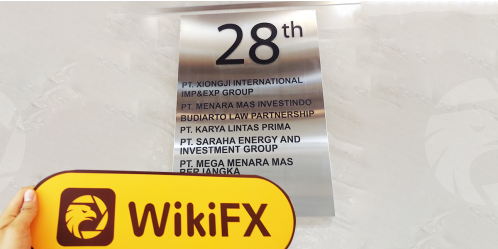 28th
PT. XIONGJI INTERNATIONAL
IMP&EXP GROUP
PT. MENARA MAS INVESTINDO
BUDIARTO LAW PARTNERSHIP
PT. KARYA LINTAS PRIMA
PT. SARAHA ENERGY AND
INVESTMENT GROUP
PT. MEGA MENARA MAS
BERJANGKA
WikiFX